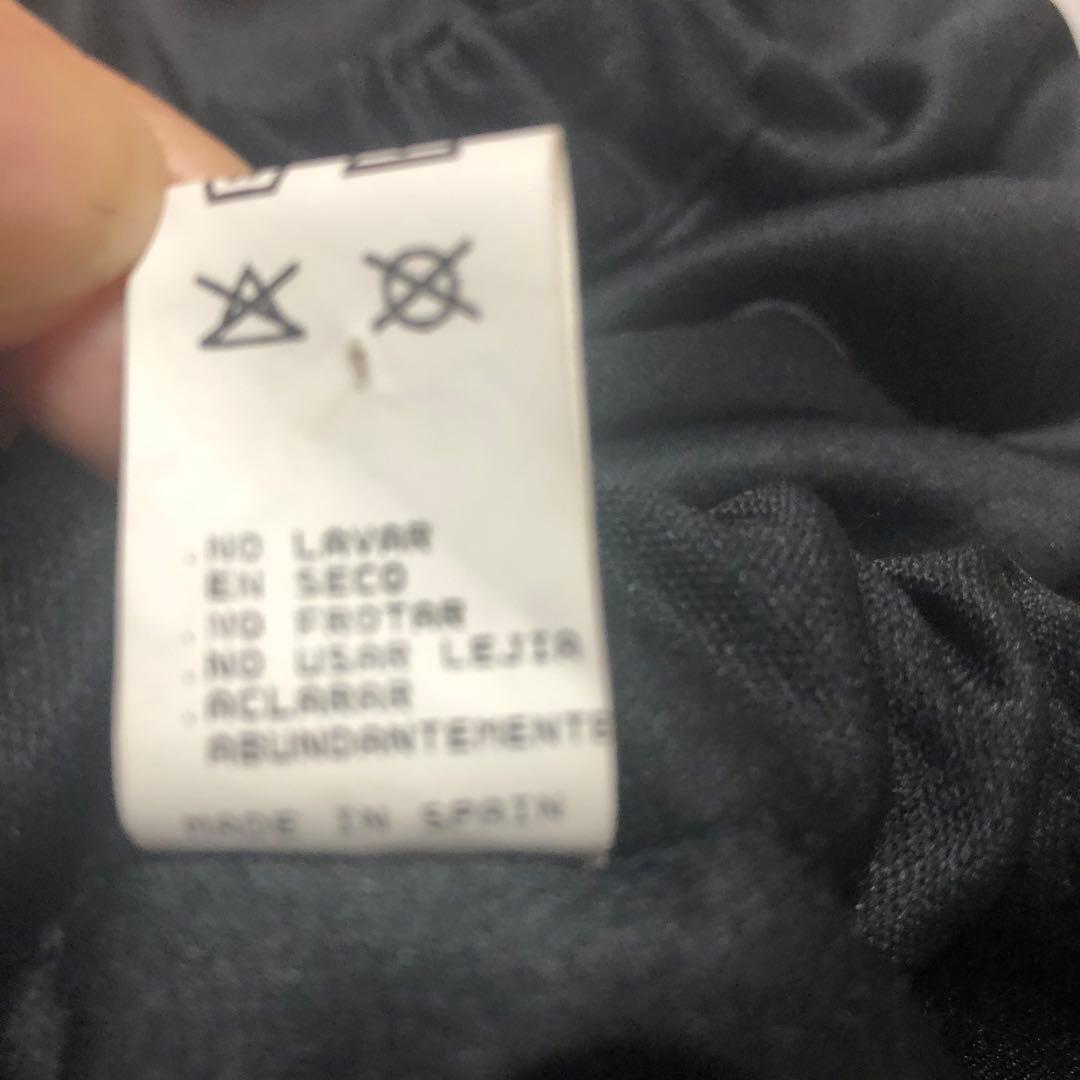 .NO LAVAR
EN SECO
.NO FROTAR
.NO USAR LEJIA
.ACLARAR
ABUNDANTEMENTE
MADE IN SPAIN